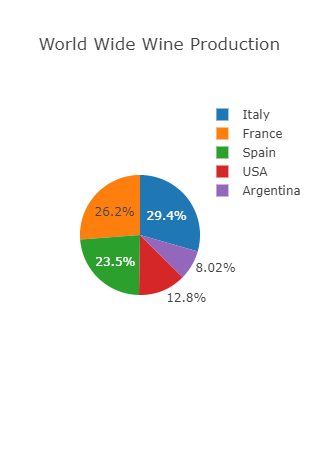 World Wide Wine Production
Italy
France
Spain
USA
Argentina
26.2%
29.4%
23.5%
8.02%
12.8%